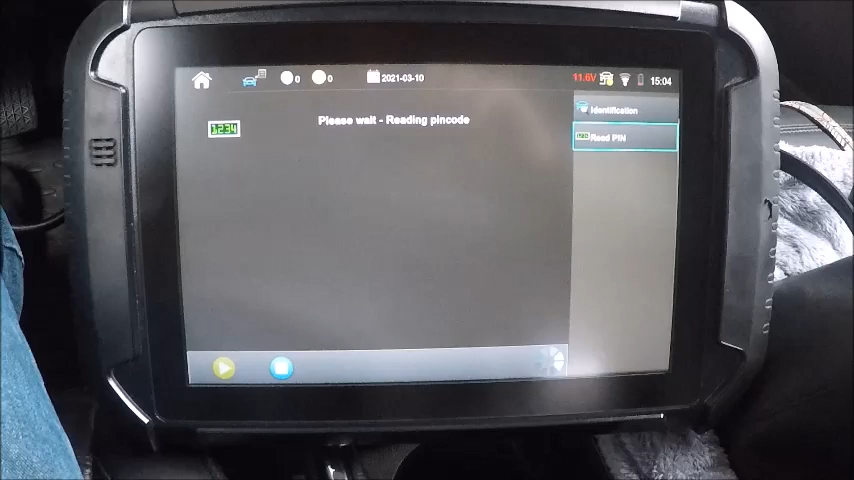 0 0 2021-03-10 11.6V 15:04
1234 Please wait - Reading pincode
Identification
Read PIN